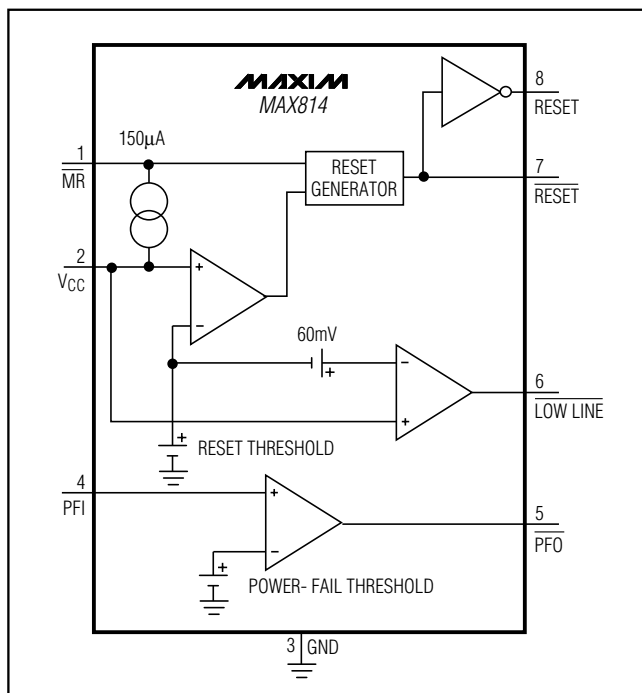 MAXIM
MAX814
8
RESET
150µA
1
MR
RESET
GENERATOR
7
RESET
2
VCC
+
−
60mV
+
−
+
6
LOW LINE
+
RESET THRESHOLD
4
PFI
+
−
5
PFO
+
POWER- FAIL THRESHOLD
3 GND